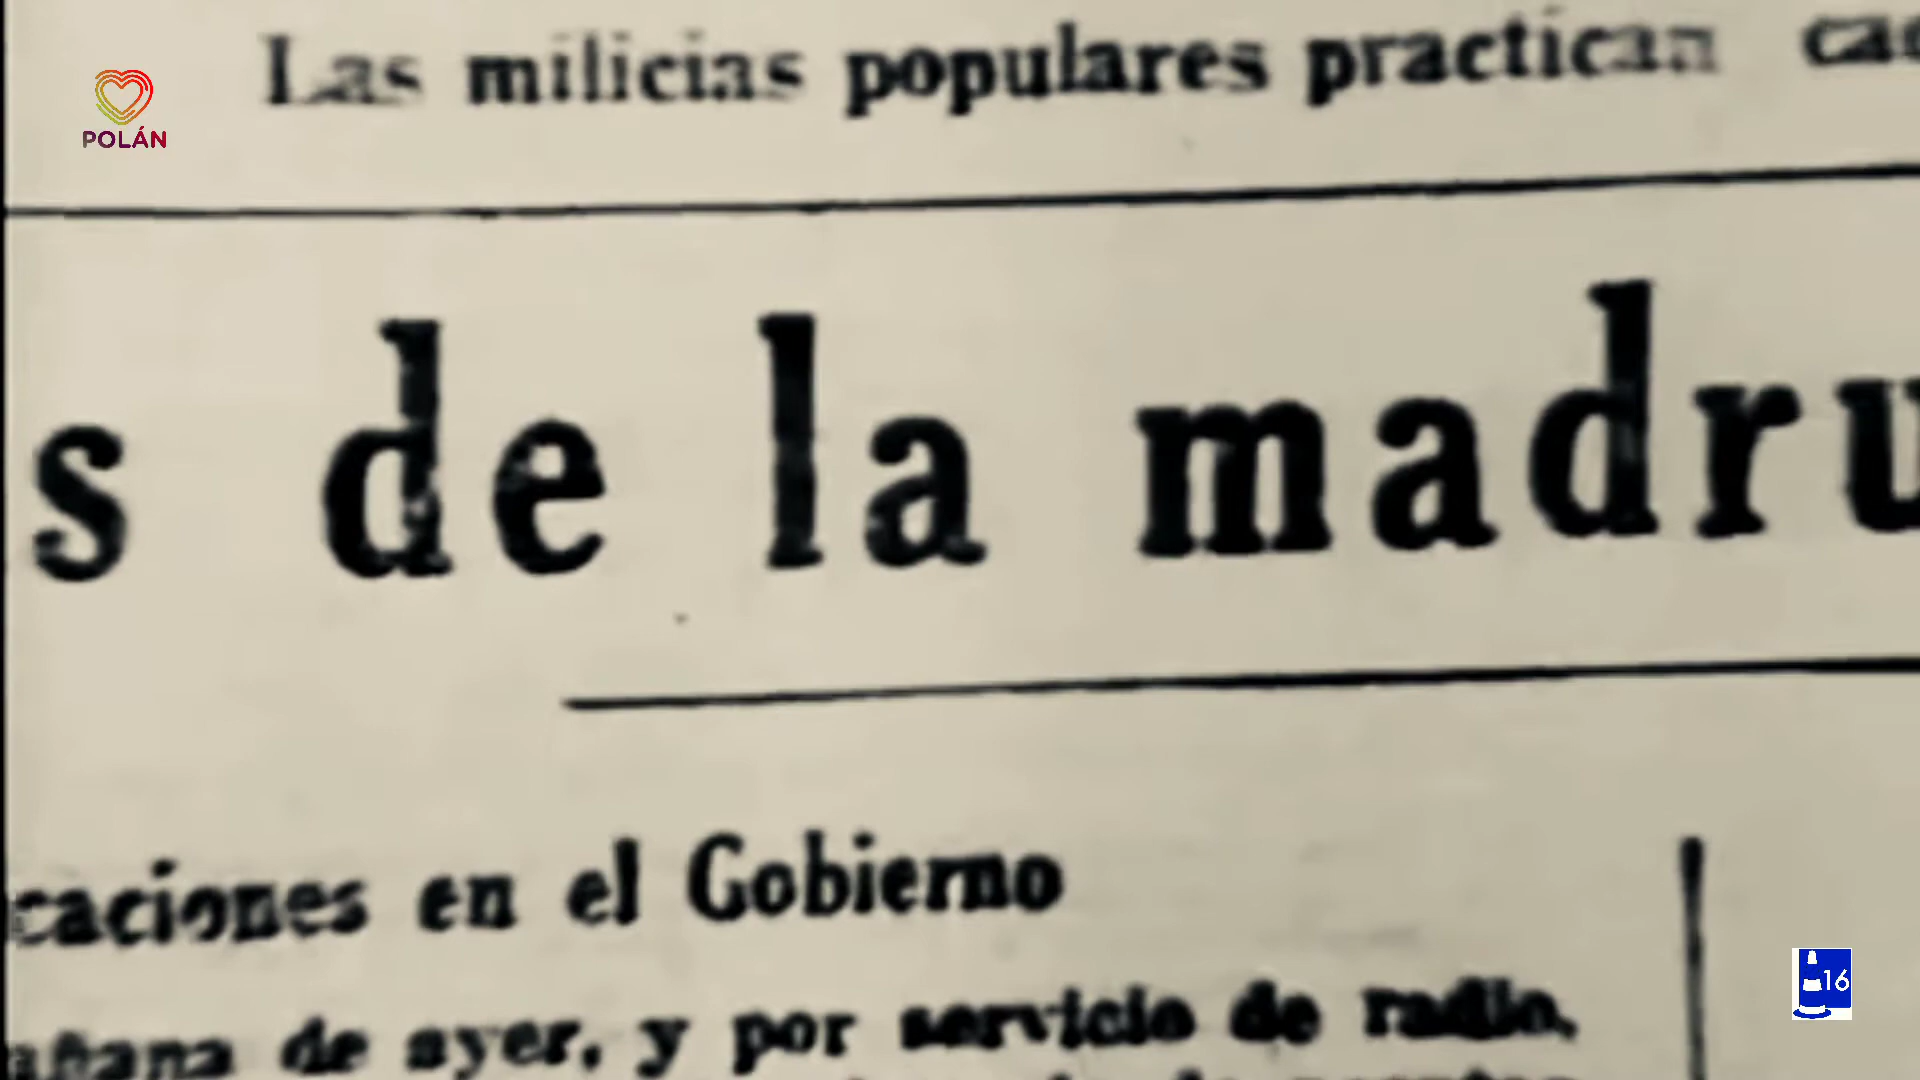 Las milicias populares practican
POLÁN
s de la madru
caciones en el Gobierno
añana de ayer, y por servicio de radio,
16